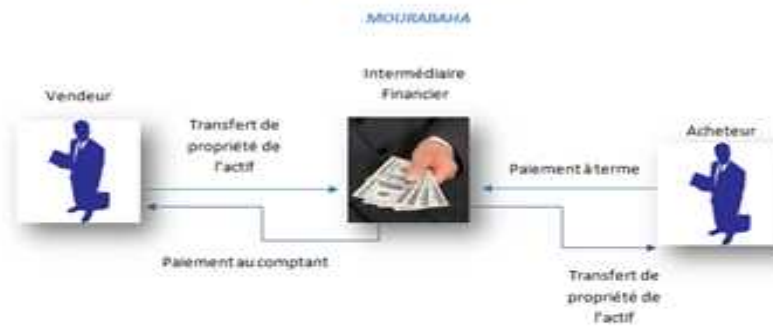 MOURABAHA
Intermédiaire
Financier
Vendeur
Transfert de
propriété de
l'actif
Acheteur
Paiement à terme
Paiement au comptant
Transfert de
propriété de
l'actif